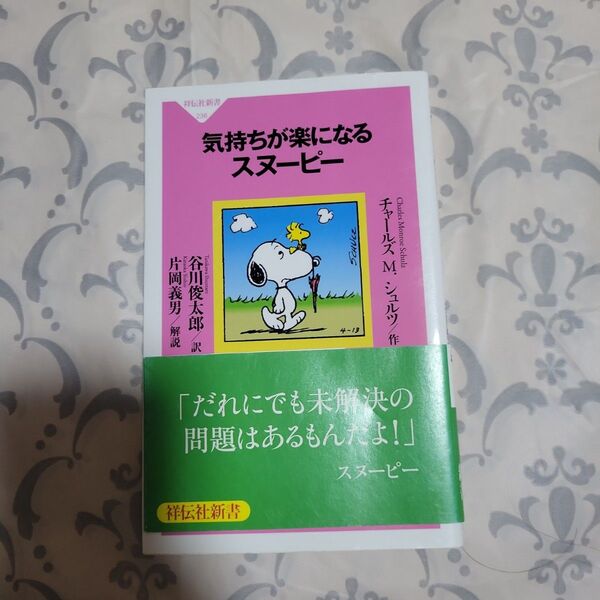 祥伝社新書
236
気持ちが楽になる
スヌーピー
Charles Monroe Schulz
チャールズ M. シュルツ/作
SCHULZ
4-13
谷川俊太郎/訳
片岡義男/解説
「だれにでも未解決の
問題はあるもんだよ!」
スヌーピー
祥伝社新書